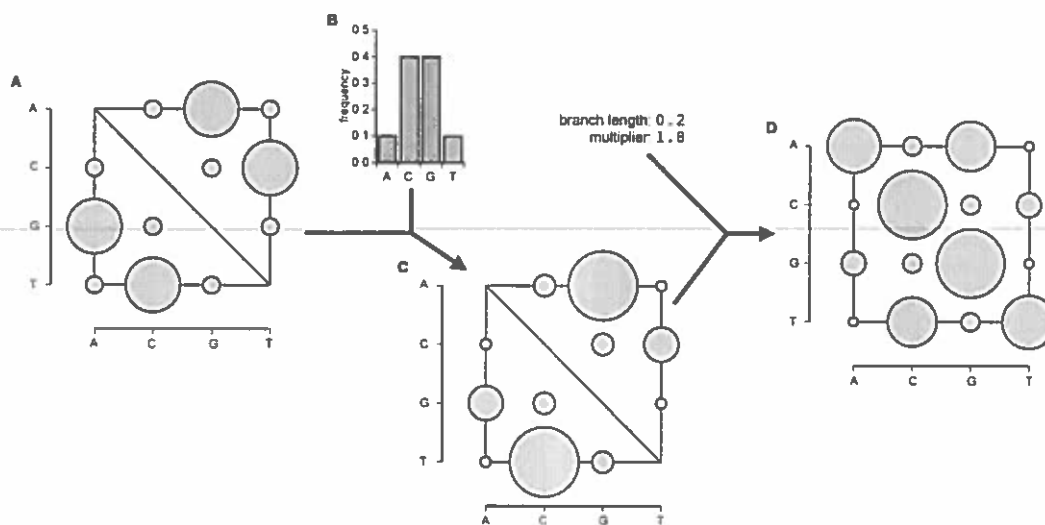 B
0.5
0.4
0.3
0.2
0.1
0.0
frequency
A C G T
A
A
C
G
T
A C G T
branch length: 0.2
multiplier 1.8
C
A
C
G
T
A C G T
D
A
C
G
T
A C G T